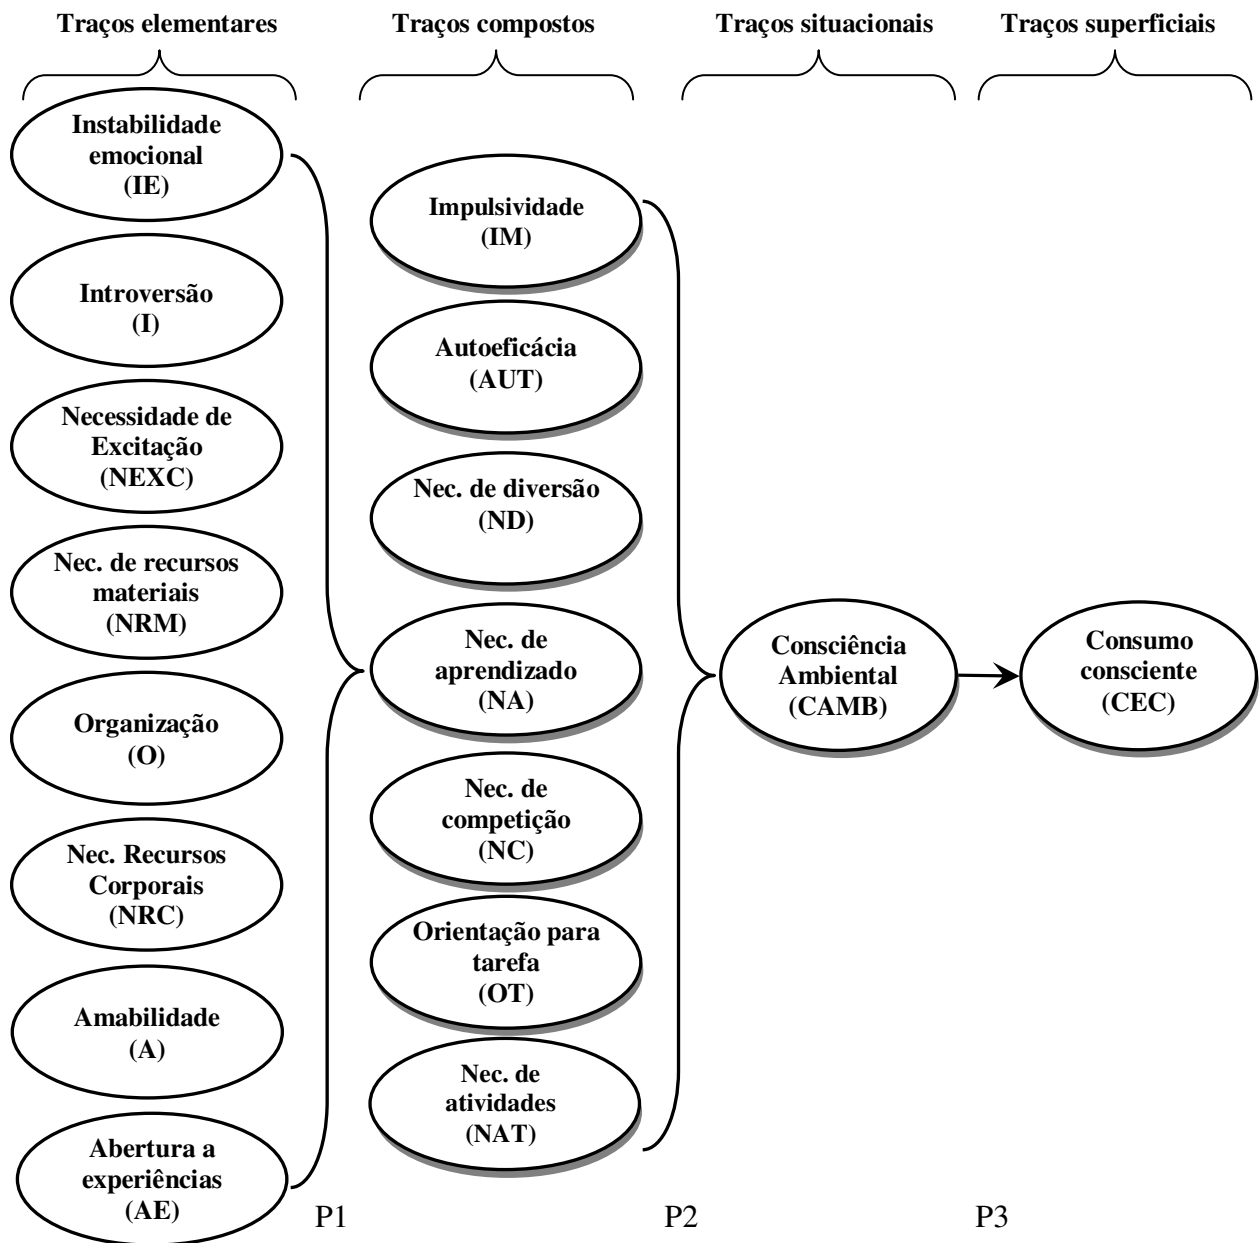 Traços elementares
Traços compostos
Traços situacionais
Traços superficiais
Instabilidade
emocional
(IE)
Introversão
(I)
Necessidade de
Excitação
(NEXC)
Nec. de recursos
materiais
(NRM)
Organização
(O)
Nec. Recursos
Corporais
(NRC)
Amabilidade
(A)
Abertura a
experiências
(AE)
Impulsividade
(IM)
Autoeficácia
(AUT)
Nec. de diversão
(ND)
Nec. de
aprendizado
(NA)
Nec. de
competição
(NC)
Orientação para
tarefa
(OT)
Nec. de
atividades
(NAT)
Consciência
Ambiental
(CAMB)
Consumo
consciente
(CEC)
P1
P2
P3